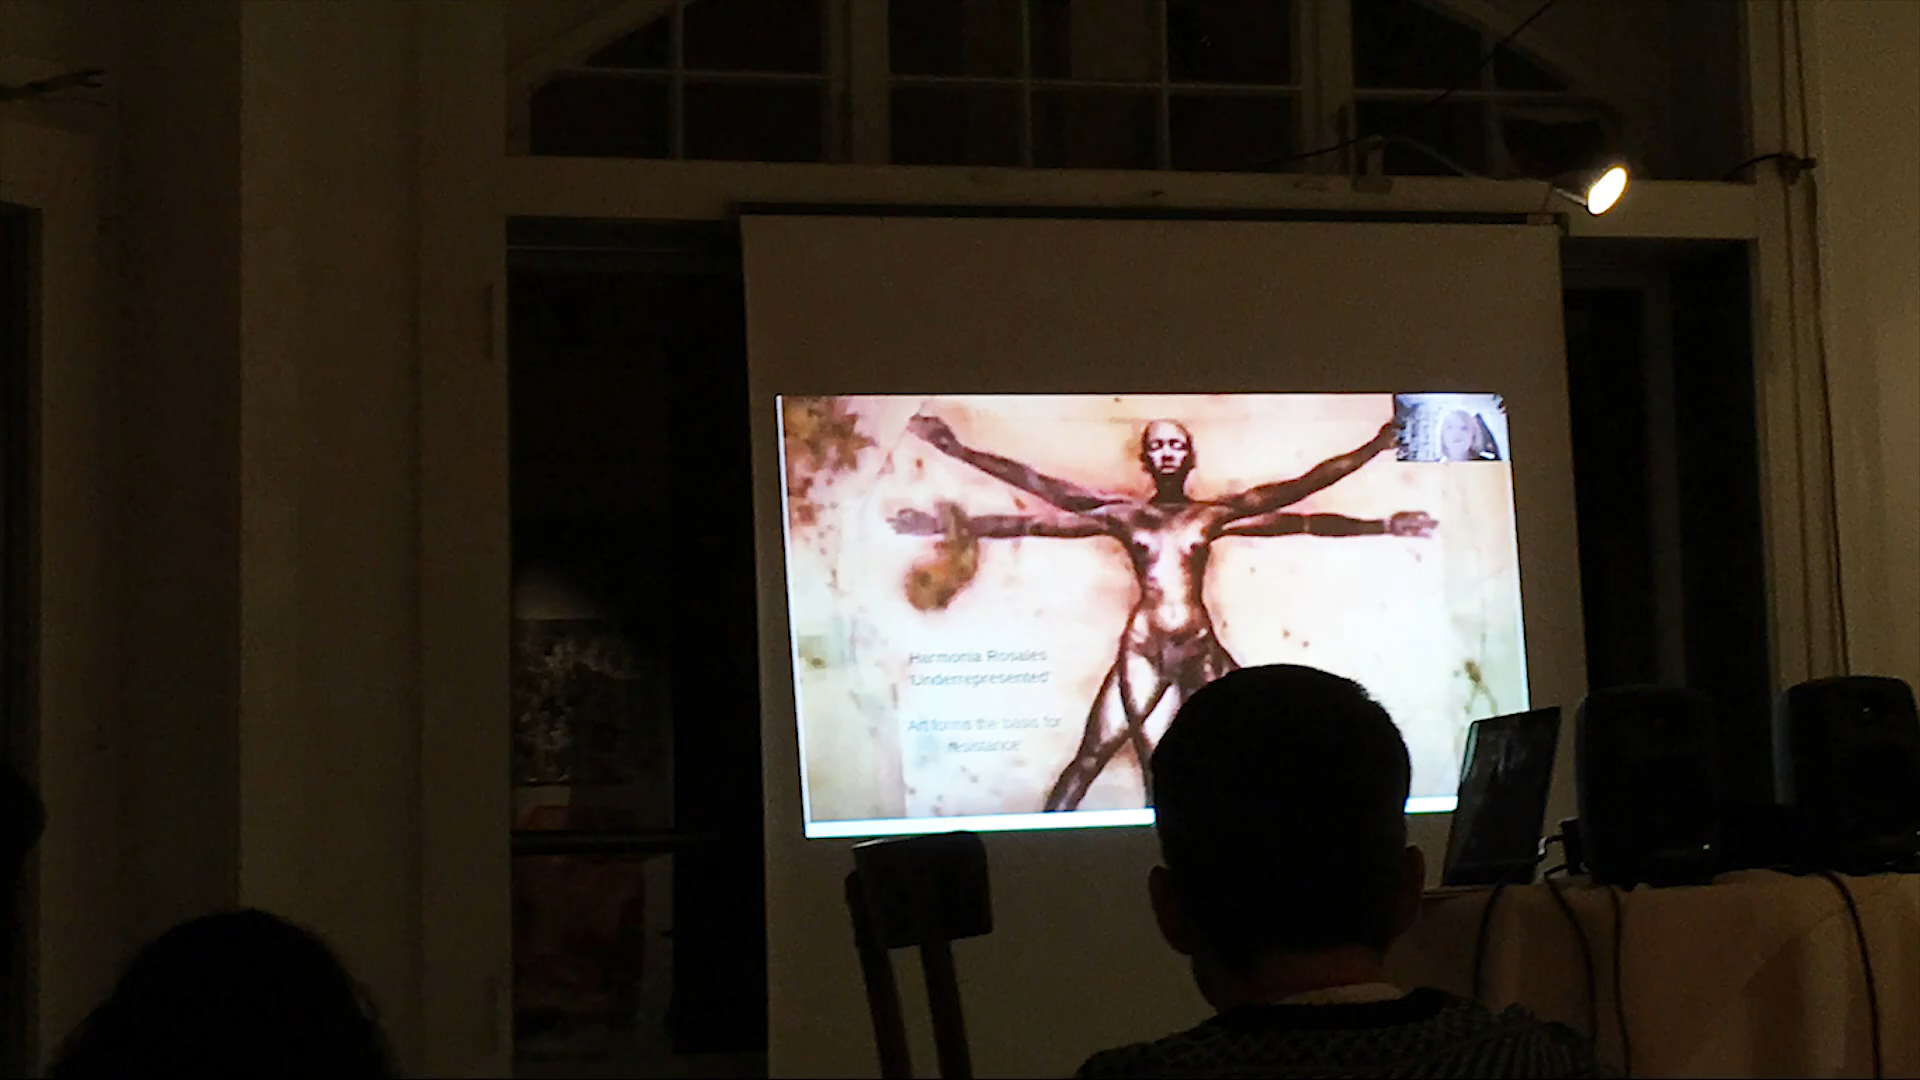 Harmonia Rosales
'Underrepresented'
Art forms the basis for
resistance'